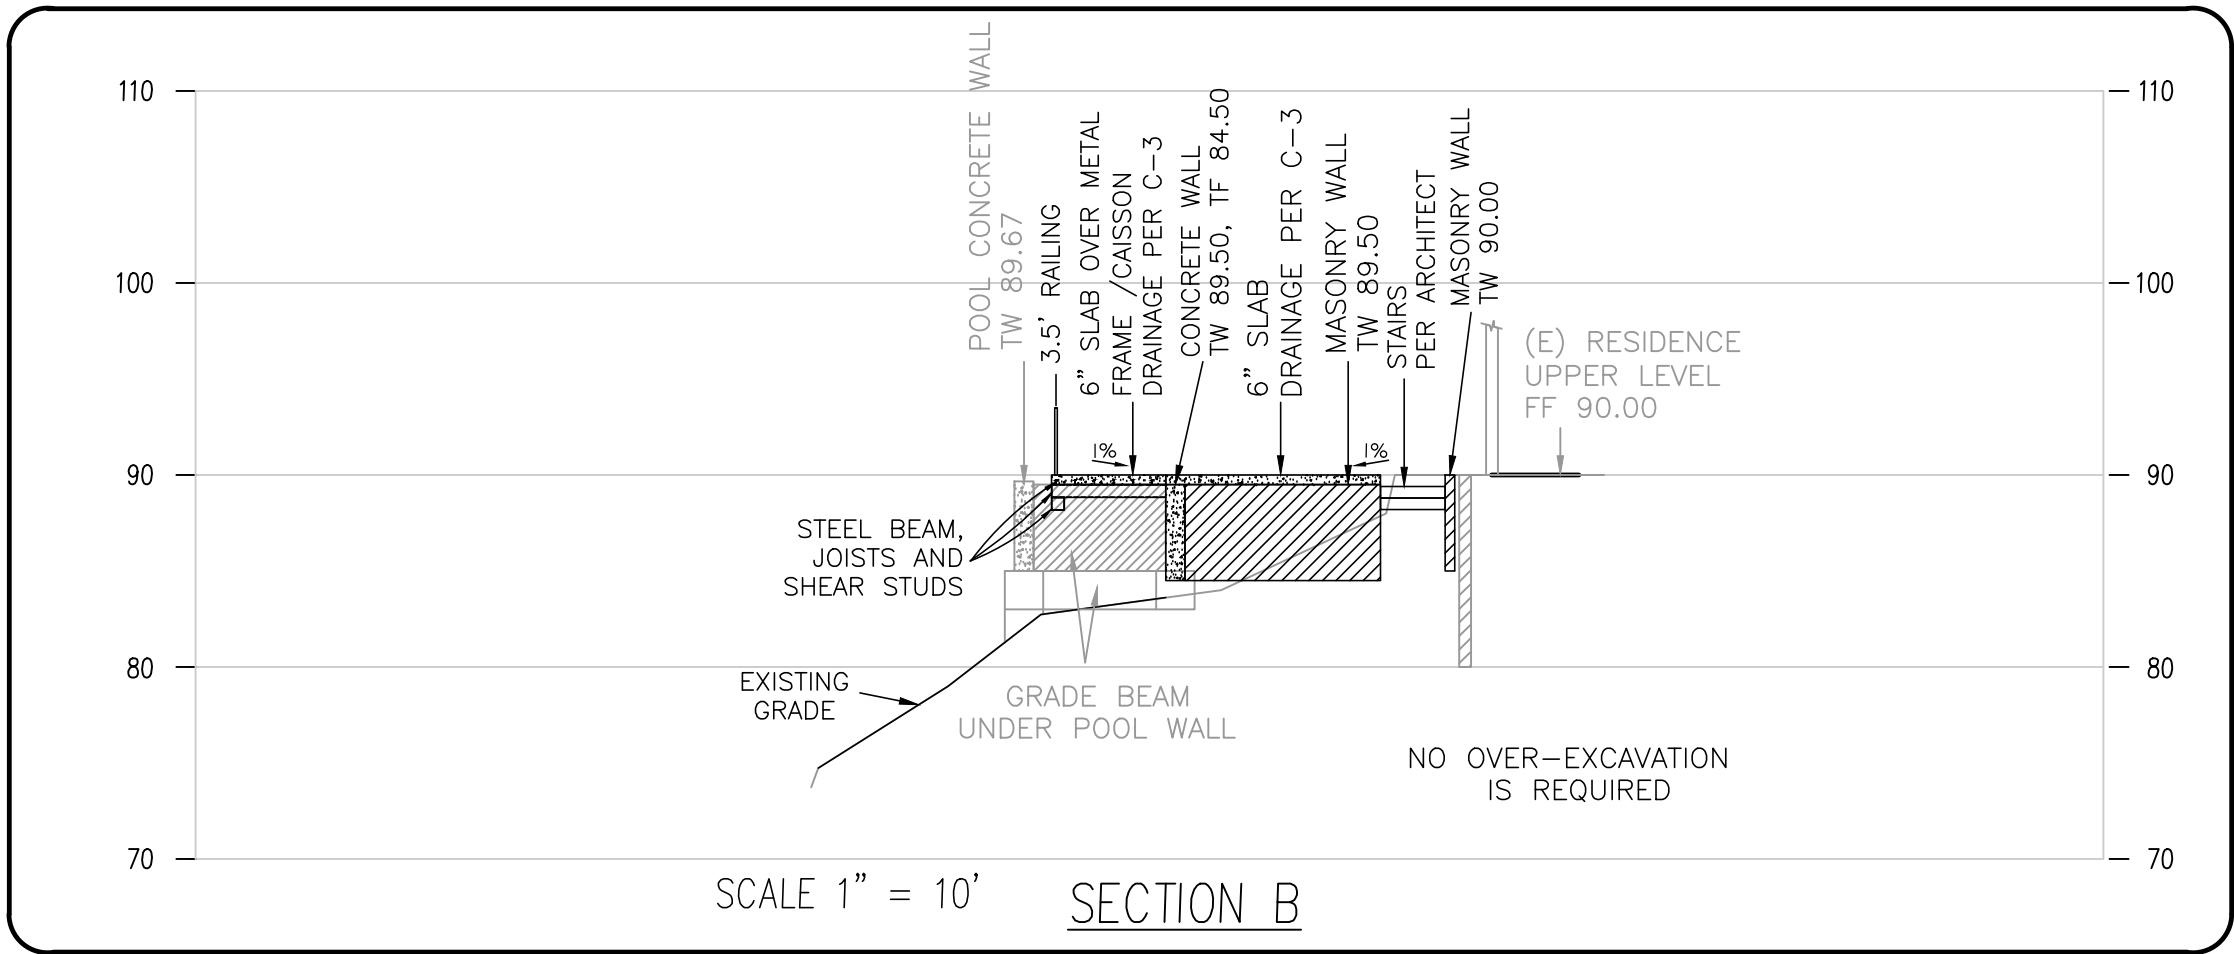 POOL CONCRETE WALL
TW 89.67
3.5' RAILING
6" SLAB OVER METAL
FRAME /CAISSON
DRAINAGE PER C-3
CONCRETE WALL
TW 89.50, TF 84.50
6" SLAB
DRAINAGE PER C-3
MASONRY WALL
TW 89.50
STAIRS
PER ARCHITECT
MASONRY WALL
TW 90.00
(E) RESIDENCE
UPPER LEVEL
FF 90.00
110
100
90
80
70
110
100
90
80
70
1%
1%
STEEL BEAM,
JOISTS AND
SHEAR STUDS
EXISTING
GRADE
GRADE BEAM
UNDER POOL WALL
NO OVER-EXCAVATION
IS REQUIRED
SCALE 1" = 10'
SECTION B